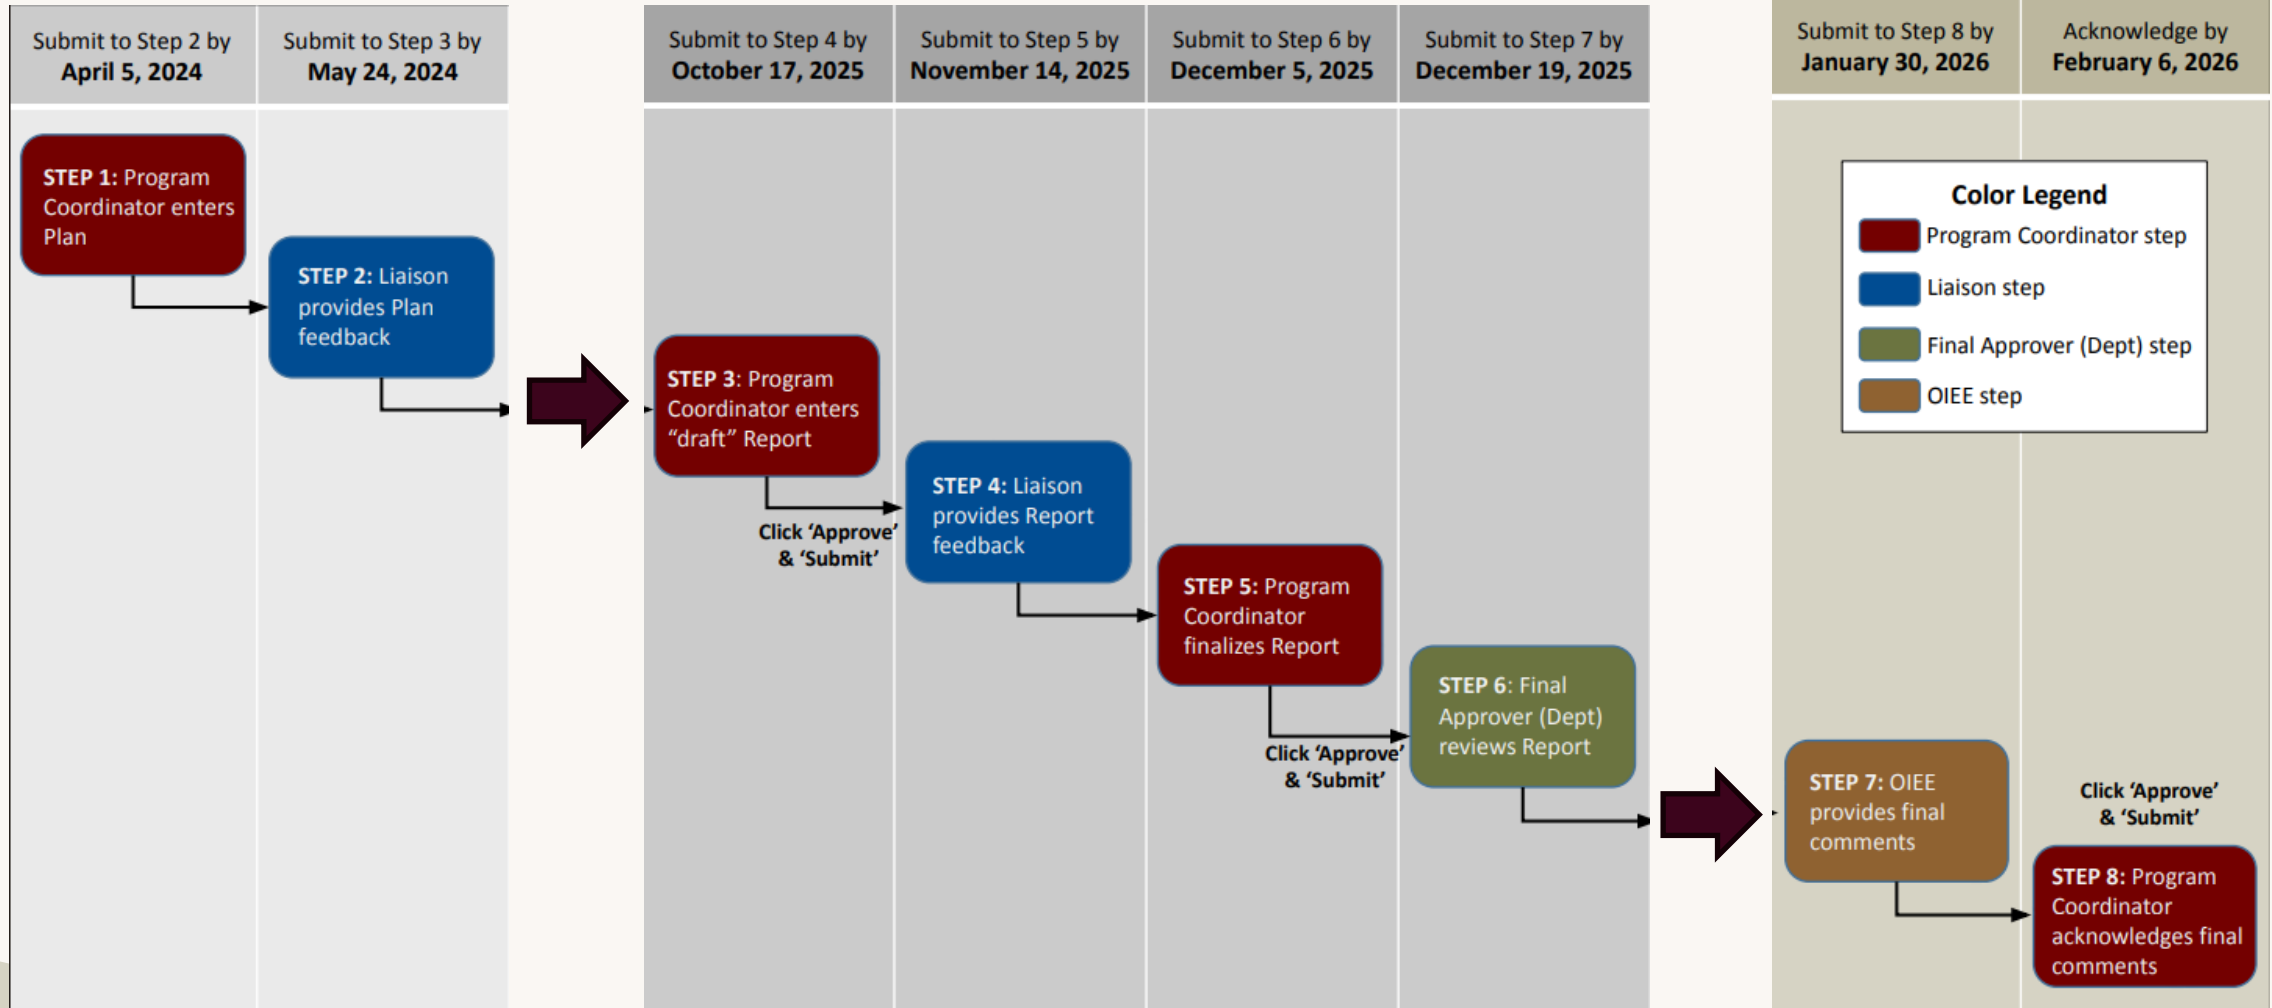 Submit to Step 2 by
April 5, 2024
Submit to Step 3 by
May 24, 2024
Submit to Step 4 by
October 17, 2025
Submit to Step 5 by
November 14, 2025
Submit to Step 6 by
December 5, 2025
Submit to Step 7 by
December 19, 2025
Submit to Step 8 by
January 30, 2026
Acknowledge by
February 6, 2026
STEP 1: Program
Coordinator enters
Plan
STEP 2: Liaison
provides Plan
feedback
STEP 3: Program
Coordinator enters
“draft” Report
Click ‘Approve’
& ‘Submit’
STEP 4: Liaison
provides Report
feedback
STEP 5: Program
Coordinator
finalizes Report
Click ‘Approve’
& ‘Submit’
STEP 6: Final
Approver (Dept)
reviews Report
STEP 7: OIEE
provides final
comments
Click ‘Approve’
& ‘Submit’
STEP 8: Program
Coordinator
acknowledges final
comments
Color Legend
Program Coordinator step
Liaison step
Final Approver (Dept) step
OIEE step